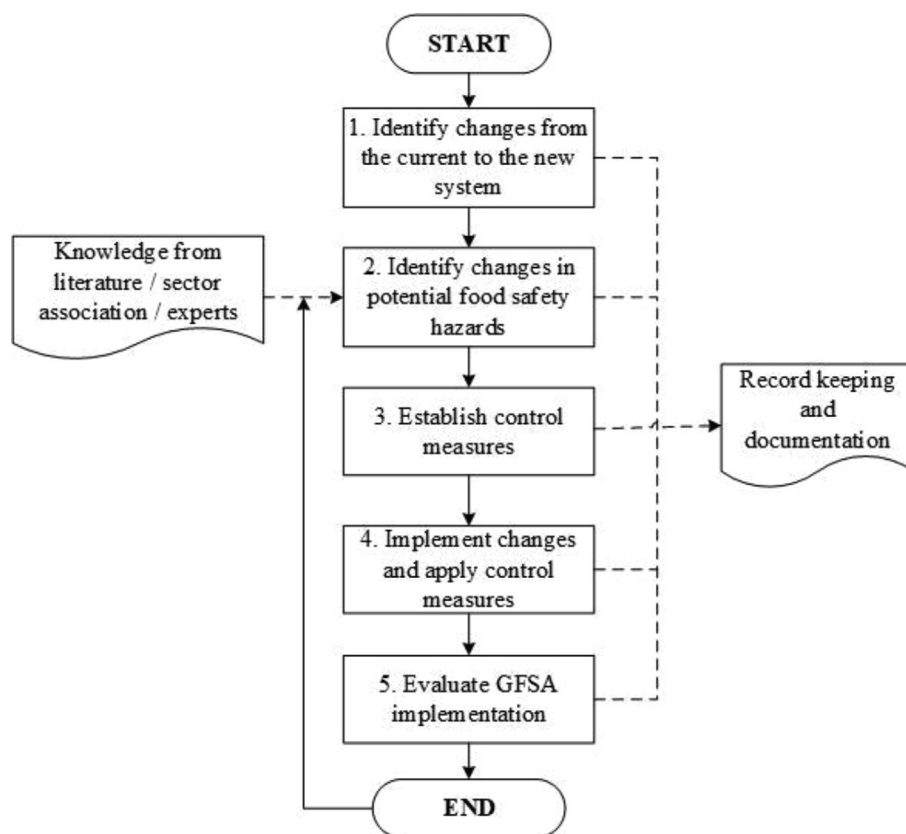 START
1. Identify changes from
the current to the new
system
Knowledge from
literature / sector
association / experts
2. Identify changes in
potential food safety
hazards
3. Establish control
measures
Record keeping
and
documentation
4. Implement changes
and apply control
measures
5. Evaluate GFSA
implementation
END